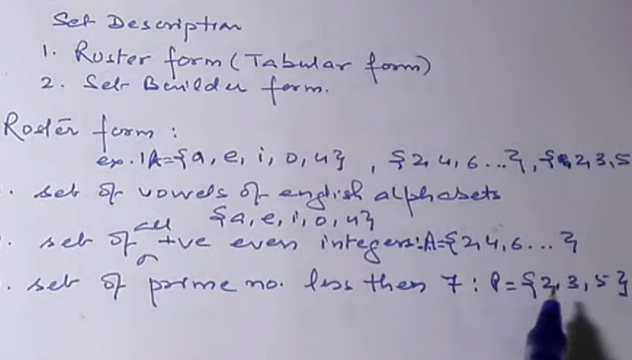 Set Description
1. Roster form (Tabular form)
2. Set Builder form.
Roster form :
ex. 1A={a, e, i, o, u} , {2, 4, 6 ...}, { 2, 3, 5
. set of vowels of english alphabets
{a, e, i, o, u}
. set of all +ve even integers: A={2, 4, 6 ...}
. set of prime no. less then 7 : P={2, 3, 5}